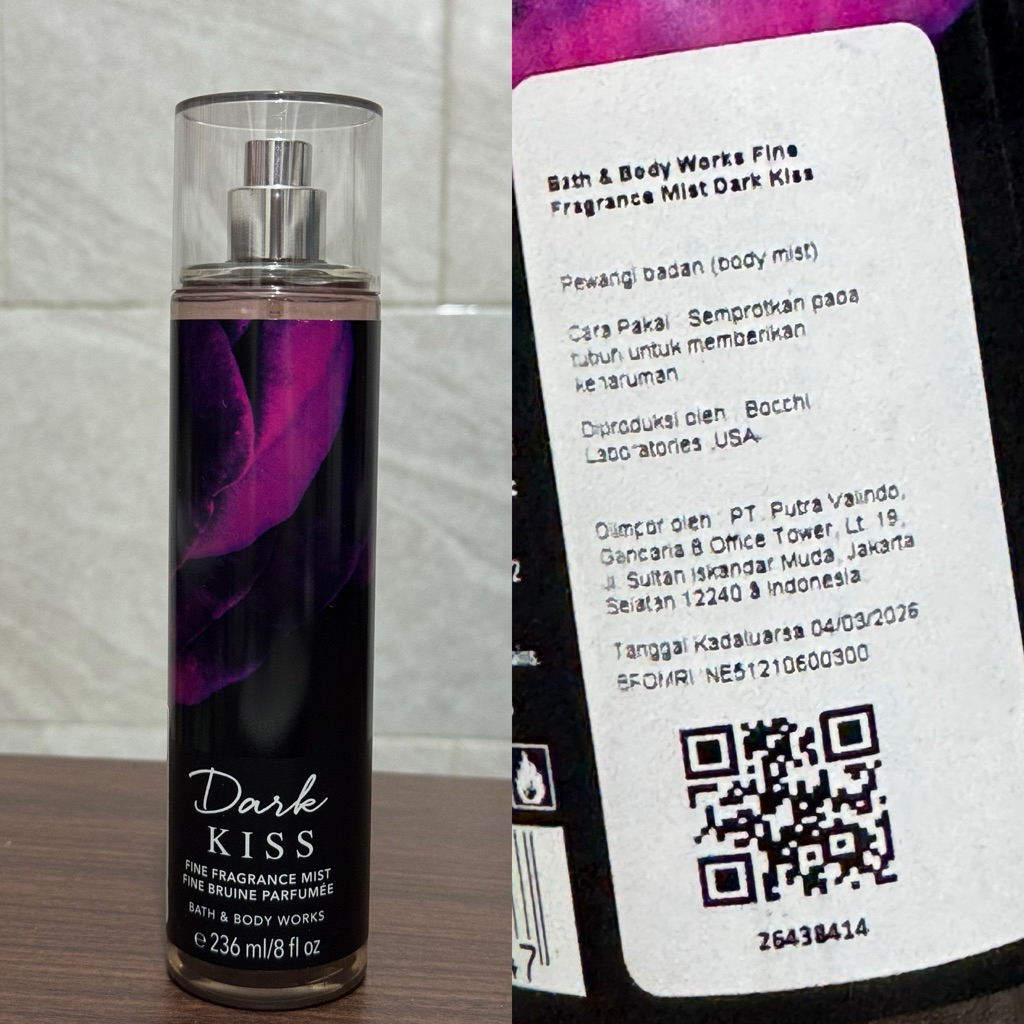 Dark
KISS
FINE FRAGRANCE MIST
FINE BRUINE PARFUMÉE
BATH & BODY WORKS
e 236 ml/8 fl oz
Bath & Body Works Fine
Fragrance Mist Dark Kiss
Pewangi badan (body mist)
Cara Pakai : Semprotkan pada
tubuh untuk memberikan
keharuman
Diproduksi oleh : Bocchi
Laboratories ,USA
Diimpor oleh : PT. Putra Valindo,
Gandaria 8 Office Tower, Lt. 19,
Jl. Sultan Iskandar Muda, Jakarta
Selatan 12240 Indonesia
Tanggal Kadaluarsa 04/03/2026
BPOMRI NE51210600300
26438414
7